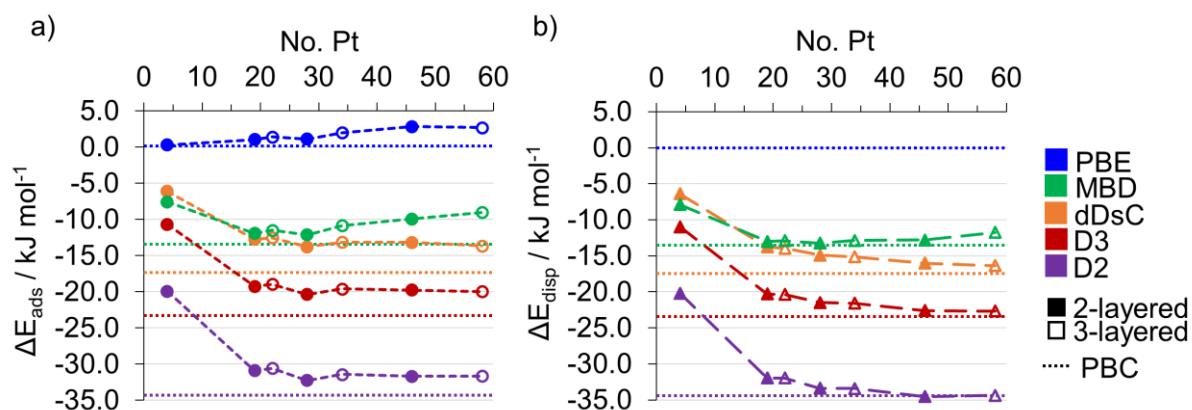 a)
No. Pt
0 10 20 30 40 50 60
5.0
0.0
-5.0
-10.0
-15.0
-20.0
-25.0
-30.0
-35.0
ΔE_ads / kJ mol⁻¹
b)
No. Pt
0 10 20 30 40 50 60
5.0
0.0
-5.0
-10.0
-15.0
-20.0
-25.0
-30.0
-35.0
ΔE_disp / kJ mol⁻¹
PBE
MBD
dDsC
D3
D2
2-layered
3-layered
PBC